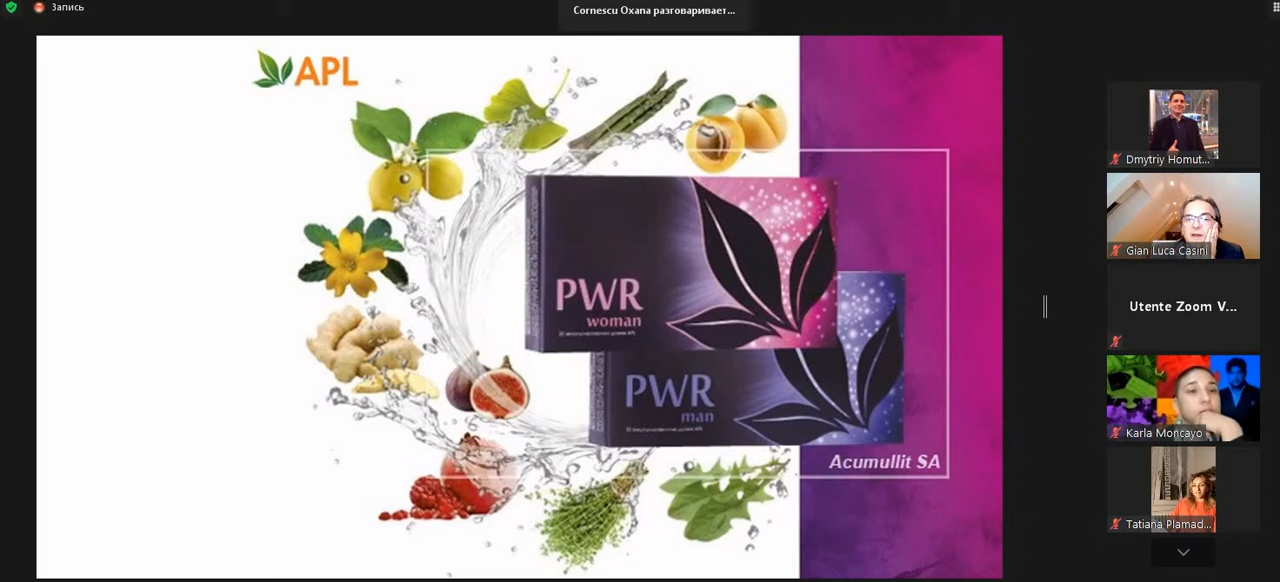 Запись
Cornescu Oxana разговаривает...
APL
PWR
woman
PWR
man
Acumullit SA
Dmytriy Homut...
Gian Luca Casini
Utente Zoom V...
Karla Moncayo
Tatiana Plamad...